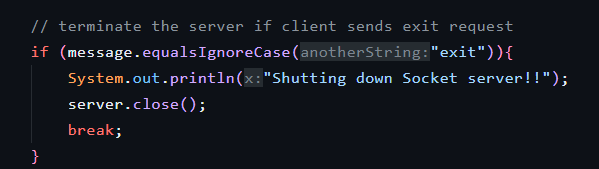 // terminate the server if client sends exit request
if (message.equalsIgnoreCase(anotherString:"exit")){
System.out.println(x:"Shutting down Socket server!!");
server.close();
break;
}